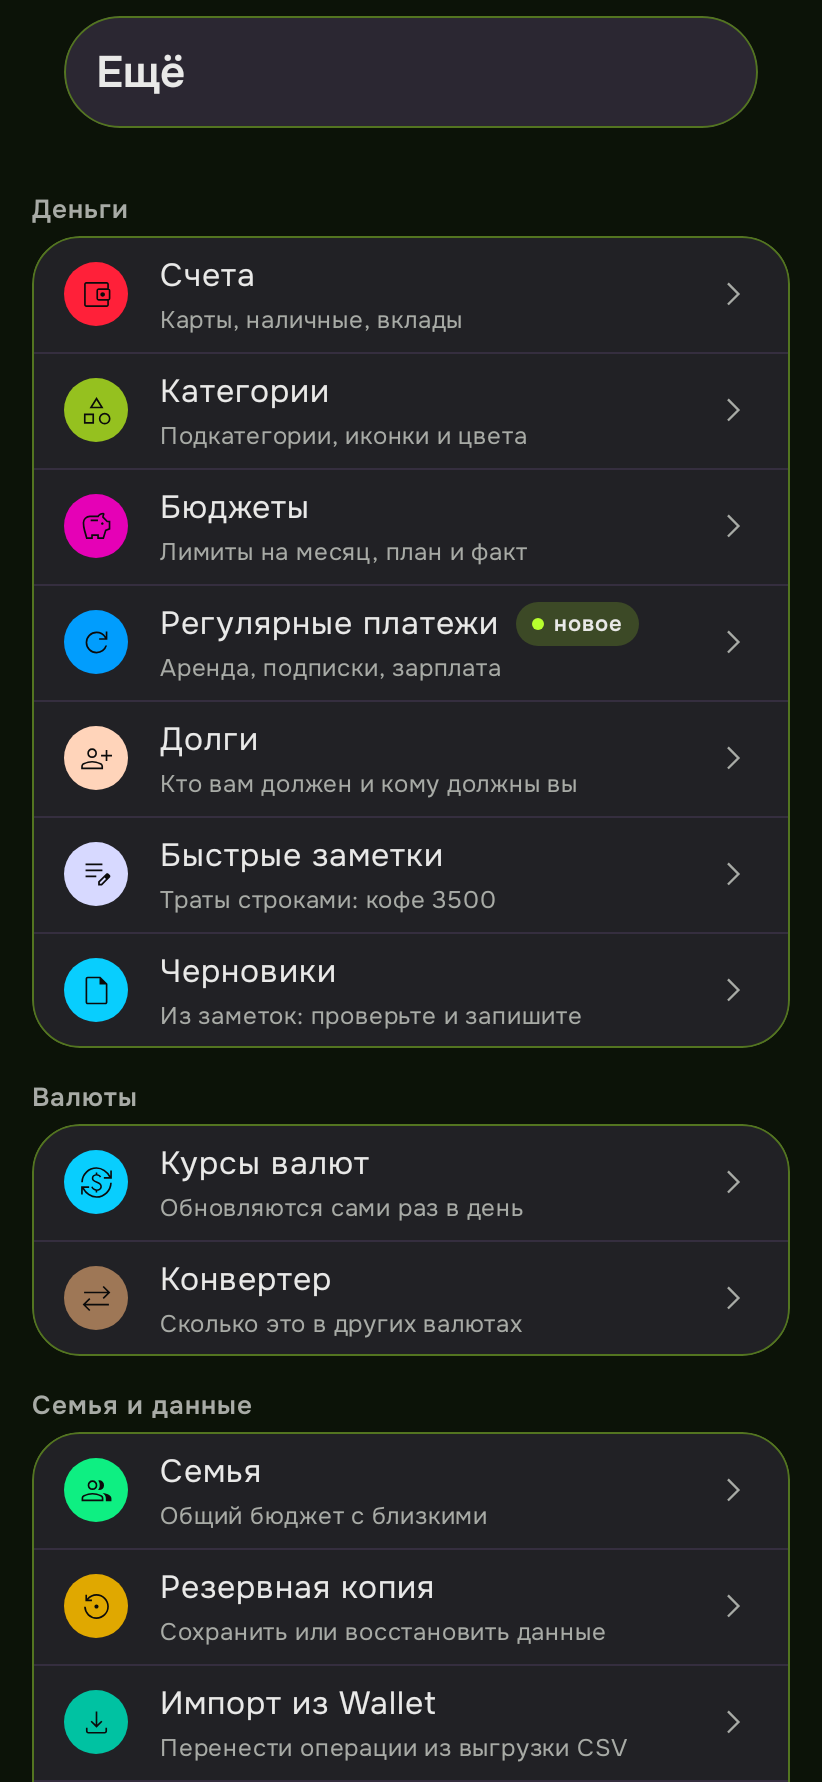 Ещё
Деньги
Счета
Карты, наличные, вклады
Категории
Подкатегории, иконки и цвета
Бюджеты
Лимиты на месяц, план и факт
Регулярные платежи новое
Аренда, подписки, зарплата
Долги
Кто вам должен и кому должны вы
Быстрые заметки
Траты строками: кофе 3500
Черновики
Из заметок: проверьте и запишите
Валюты
Курсы валют
Обновляются сами раз в день
Конвертер
Сколько это в других валютах
Семья и данные
Семья
Общий бюджет с близкими
Резервная копия
Сохранить или восстановить данные
Импорт из Wallet
Перенести операции из выгрузки CSV